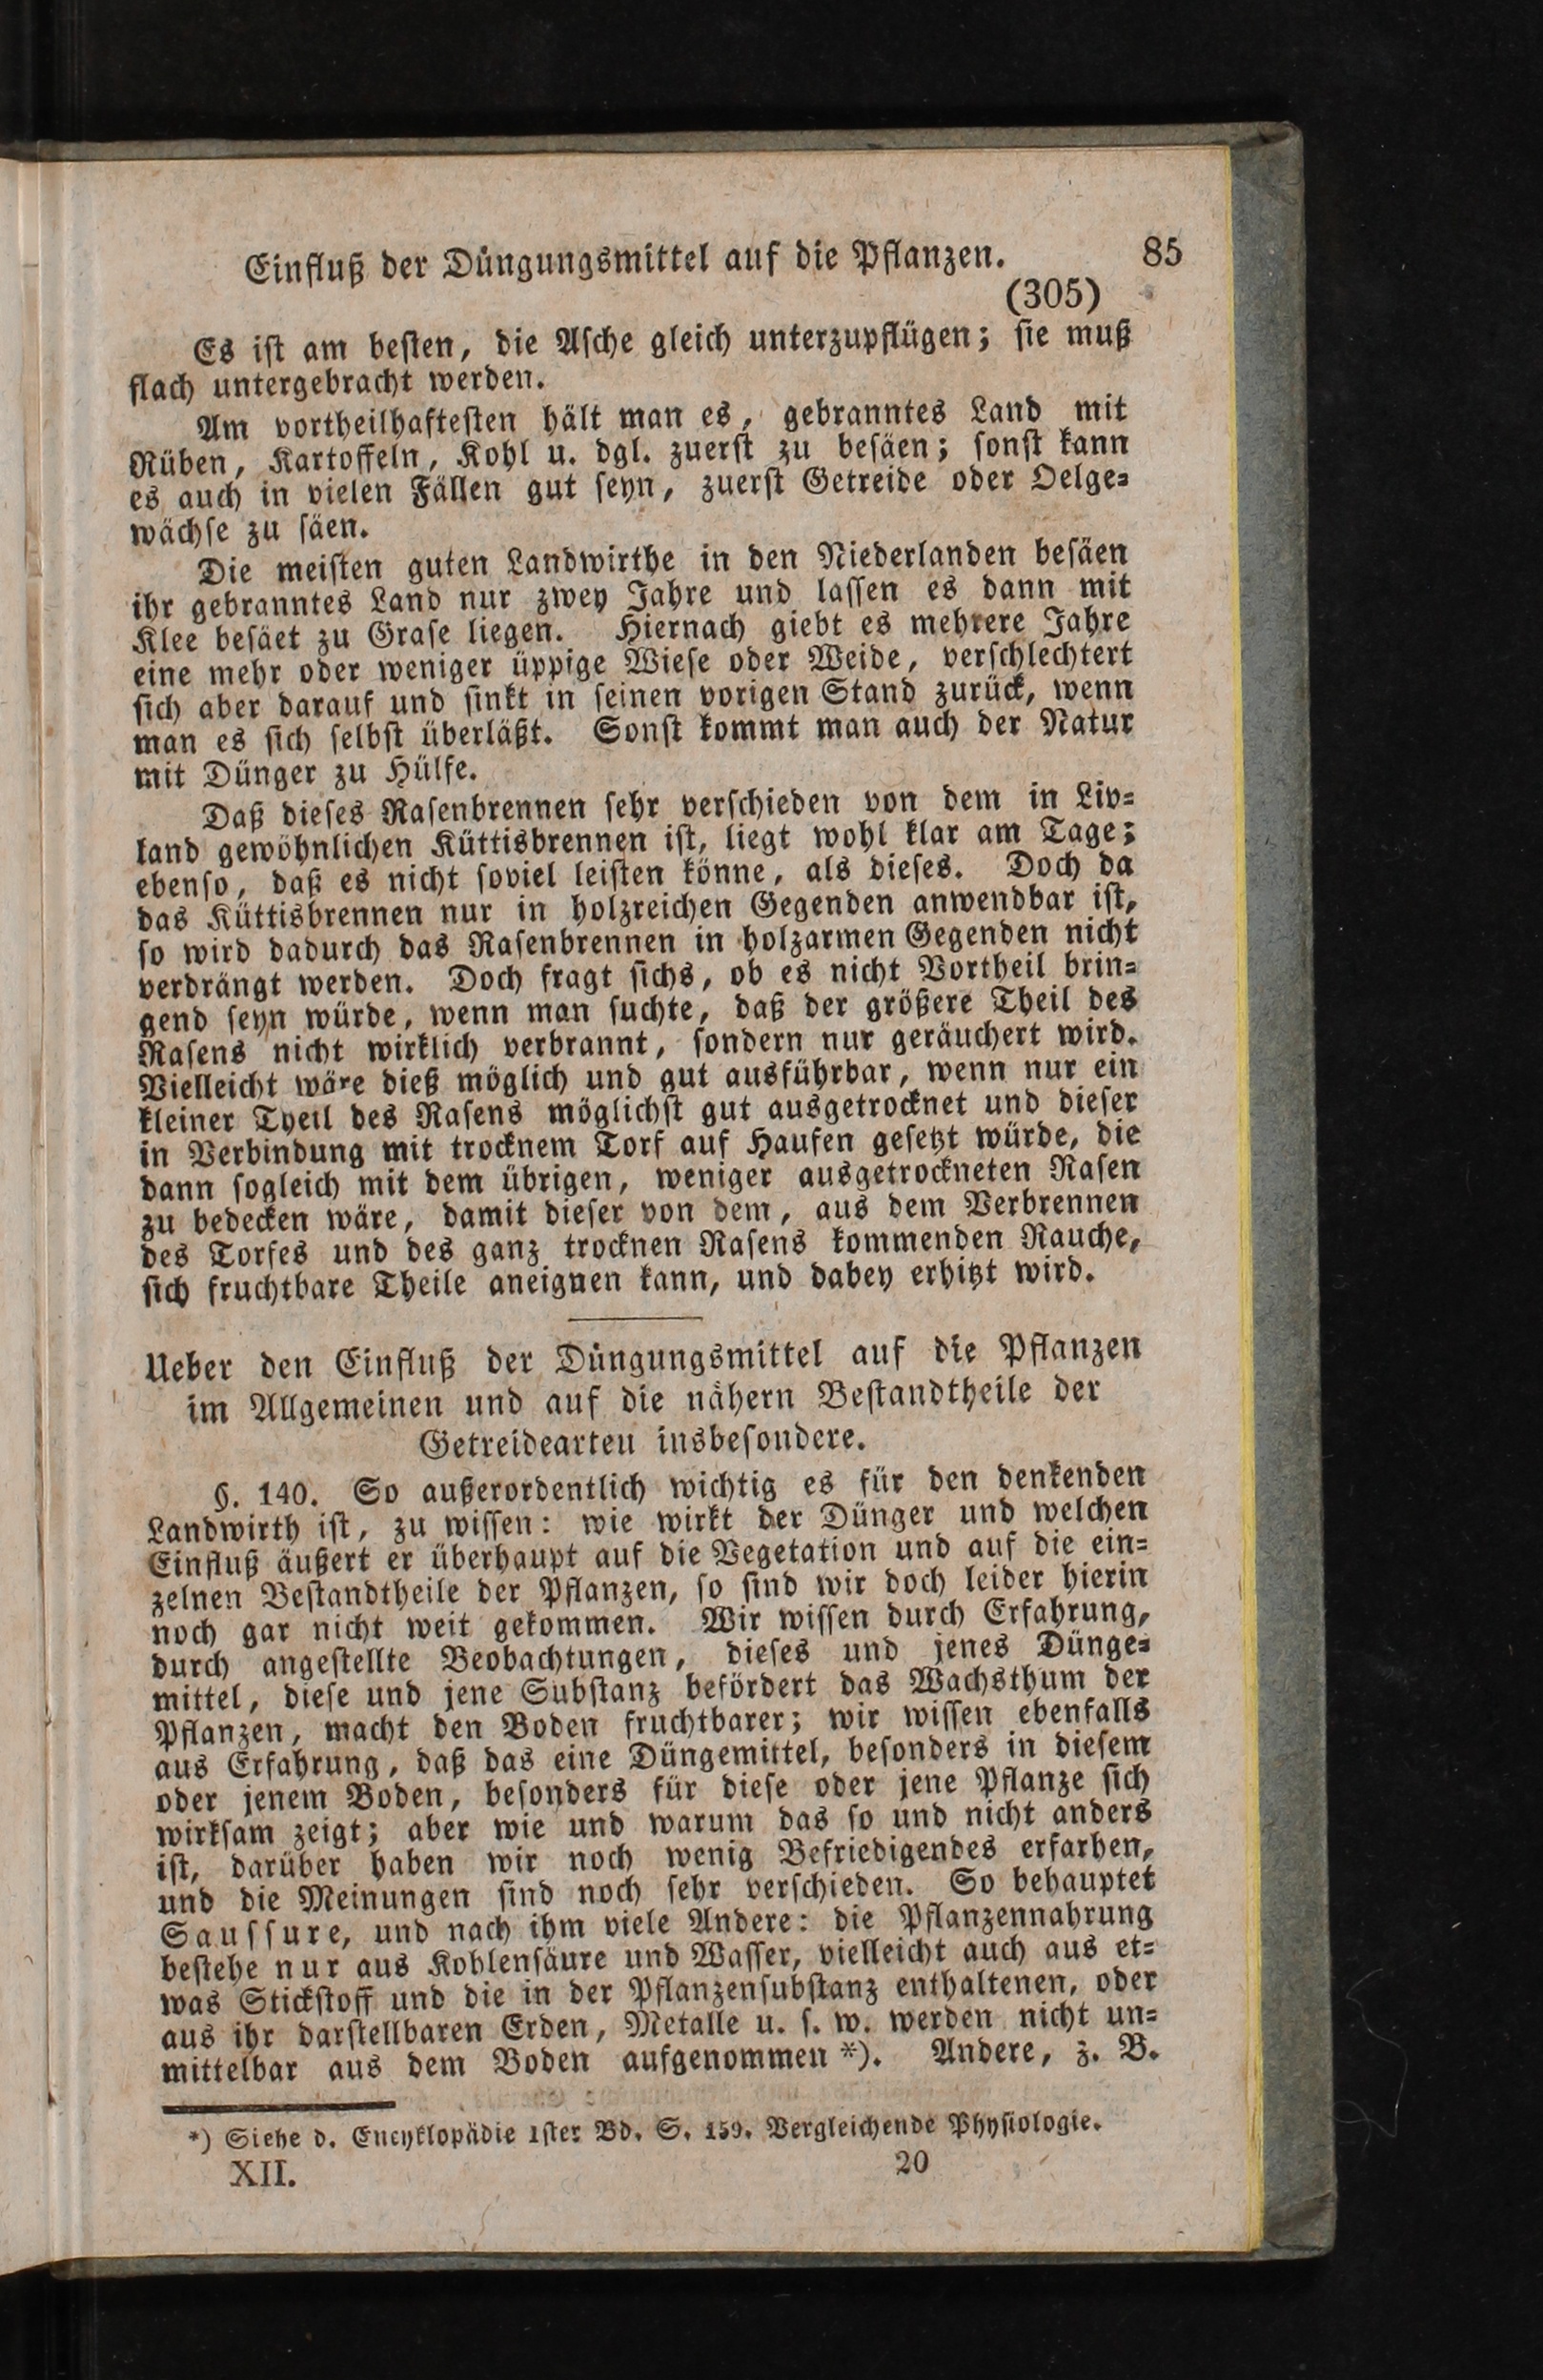 Einfluß der Düngungsmittel auf die Pflanzen. 85
(305)
Es ist am besten, die Asche gleich unterzupflügen; sie muß
flach untergebracht werden.
Am vortheilhaftesten hält man es, gebranntes Land mit
Rüben, Kartoffeln, Kohl u. dgl. zuerst zu besäen; sonst kann
es auch in vielen Fällen gut seyn, zuerst Getreide oder Oelge-
wächse zu säen.
Die meisten guten Landwirthe in den Niederlanden besäen
ihr gebranntes Land nur zwey Jahre und lassen es dann mit
Klee besäet zu Grase liegen. Hiernach giebt es mehrere Jahre
eine mehr oder weniger üppige Wiese oder Weide, verschlechtert
sich aber darauf und sinkt in seinen vorigen Stand zurück, wenn
man es sich selbst überläßt. Sonst kommt man auch der Natur
mit Dünger zu Hülfe.
Daß dieses Rasenbrennen sehr verschieden von dem in Liv-
land gewöhnlichen Küttisbrennen ist, liegt wohl klar am Tage;
ebenso, daß es nicht soviel leisten könne, als dieses. Doch da
das Küttisbrennen nur in holzreichen Gegenden anwendbar ist,
so wird dadurch das Rasenbrennen in holzarmen Gegenden nicht
verdrängt werden. Doch fragt sichs, ob es nicht Vortheil brin-
gend seyn würde, wenn man suchte, daß der größere Theil des
Rasens nicht wirklich verbrannt, sondern nur geräuchert wird.
Vielleicht wäre dieß möglich und gut ausführbar, wenn nur ein
kleiner Theil des Rasens möglichst gut ausgetrocknet und dieser
in Verbindung mit trocknem Torf auf Haufen gesetzt würde, die
dann sogleich mit dem übrigen, weniger ausgetrockneten Rasen
zu bedecken wäre, damit dieser von dem, aus dem Verbrennen
des Torfes und des ganz trocknen Rasens kommenden Rauche,
sich fruchtbare Theile aneignen kann, und dabey erhitzt wird.
Ueber den Einfluß der Düngungsmittel auf die Pflanzen
im Allgemeinen und auf die nähern Bestandtheile der
Getreidearten insbesondere.
§. 140. So außerordentlich wichtig es für den denkenden
Landwirth ist, zu wissen: wie wirkt der Dünger und welchen
Einfluß äußert er überhaupt auf die Vegetation und auf die ein-
zelnen Bestandtheile der Pflanzen, so sind wir doch leider hierin
noch gar nicht weit gekommen. Wir wissen durch Erfahrung,
durch angestellte Beobachtungen, dieses und jenes Dünge-
mittel, diese und jene Substanz befördert das Wachsthum der
Pflanzen, macht den Boden fruchtbarer; wir wissen ebenfalls
aus Erfahrung, daß das eine Düngemittel, besonders in diesem
oder jenem Boden, besonders für diese oder jene Pflanze sich
wirksam zeigt; aber wie und warum das so und nicht anders
ist, darüber haben wir noch wenig Befriedigendes erfarhen,
und die Meinungen sind noch sehr verschieden. So behauptet
Saussure, und nach ihm viele Andere: die Pflanzennahrung
bestehe nur aus Kohlensäure und Wasser, vielleicht auch aus et-
was Stickstoff und die in der Pflanzensubstanz enthaltenen, oder
aus ihr darstellbaren Erden, Metalle u. s. w. werden nicht un-
mittelbar aus dem Boden aufgenommen *). Andere, z. B.
*) Siehe d. Encyklopädie 1ster Bd. S. 159. Vergleichende Physiologie.
XII. 20